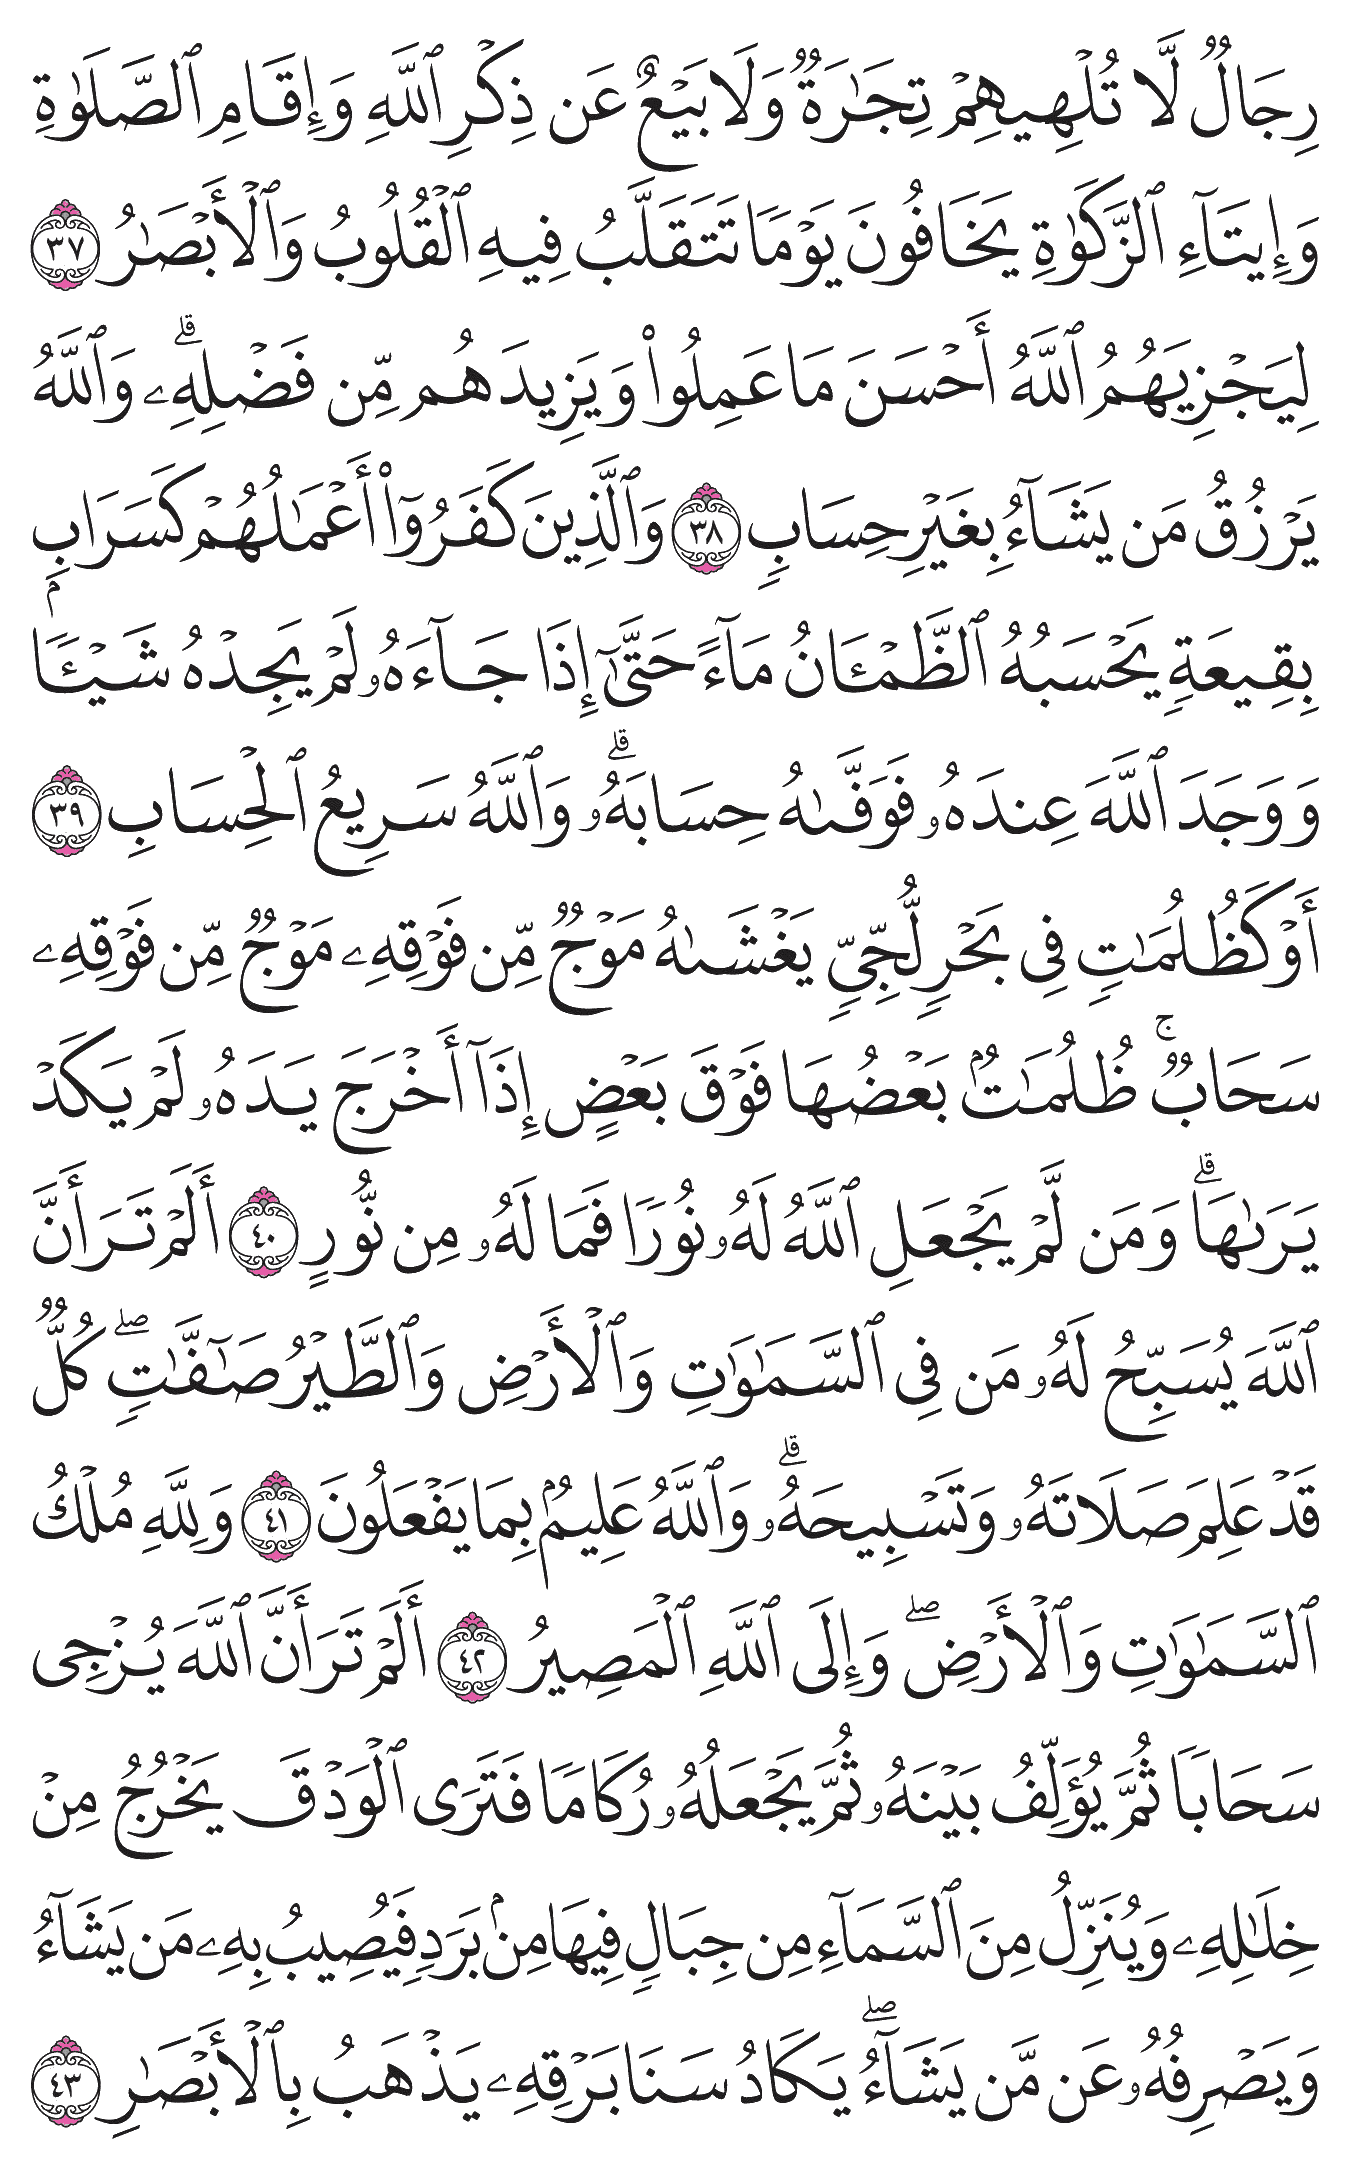 رِجَالٌ لَّا تُلْهِيهِمْ تِجَٰرَةٌ وَلَا بَيْعٌ عَن ذِكْرِ ٱللَّهِ وَإِقَامِ ٱلصَّلَوٰةِ
وَإِيتَآءِ ٱلزَّكَوٰةِ يَخَافُونَ يَوْمًا تَتَقَلَّبُ فِيهِ ٱلْقُلُوبُ وَٱلْأَبْصَٰرُ ٣٧
لِيَجْزِيَهُمُ ٱللَّهُ أَحْسَنَ مَا عَمِلُوا۟ وَيَزِيدَهُم مِّن فَضْلِهِۦ ۗ وَٱللَّهُ
يَرْزُقُ مَن يَشَآءُ بِغَيْرِ حِسَابٍ ٣٨ وَٱلَّذِينَ كَفَرُوٓا۟ أَعْمَٰلُهُمْ كَسَرَابٍۭ
بِقِيعَةٍ يَحْسَبُهُ ٱلظَّمْـَٔانُ مَآءً حَتَّىٰٓ إِذَا جَآءَهُۥ لَمْ يَجِدْهُ شَيْـًٔا
وَوَجَدَ ٱللَّهَ عِندَهُۥ فَوَفَّىٰهُ حِسَابَهُۥ ۗ وَٱللَّهُ سَرِيعُ ٱلْحِسَابِ ٣٩
أَوْ كَظُلُمَٰتٍ فِى بَحْرٍ لُّجِّىٍّ يَغْشَىٰهُ مَوْجٌ مِّن فَوْقِهِۦ مَوْجٌ مِّن فَوْقِهِۦ
سَحَابٌ ۚ ظُلُمَٰتٌۢ بَعْضُهَا فَوْقَ بَعْضٍ إِذَآ أَخْرَجَ يَدَهُۥ لَمْ يَكَدْ
يَرَىٰهَا ۗ وَمَن لَّمْ يَجْعَلِ ٱللَّهُ لَهُۥ نُورًا فَمَا لَهُۥ مِن نُّورٍ ٤٠ أَلَمْ تَرَ أَنَّ
ٱللَّهَ يُسَبِّحُ لَهُۥ مَن فِى ٱلسَّمَٰوَٰتِ وَٱلْأَرْضِ وَٱلطَّيْرُ صَٰٓفَّٰتٍ ۖ كُلٌّ
قَدْ عَلِمَ صَلَاتَهُۥ وَتَسْبِيحَهُۥ ۗ وَٱللَّهُ عَلِيمٌۢ بِمَا يَفْعَلُونَ ٤١ وَلِلَّهِ مُلْكُ
ٱلسَّمَٰوَٰتِ وَٱلْأَرْضِ ۖ وَإِلَى ٱللَّهِ ٱلْمَصِيرُ ٤٢ أَلَمْ تَرَ أَنَّ ٱللَّهَ يُزْجِى
سَحَابًا ثُمَّ يُؤَلِّفُ بَيْنَهُۥ ثُمَّ يَجْعَلُهُۥ رُكَامًا فَتَرَى ٱلْوَدْقَ يَخْرُجُ مِنْ
خِلَٰلِهِۦ وَيُنَزِّلُ مِنَ ٱلسَّمَآءِ مِن جِبَالٍ فِيهَا مِنۢ بَرَدٍ فَيُصِيبُ بِهِۦ مَن يَشَآءُ
وَيَصْرِفُهُۥ عَن مَّن يَشَآءُ ۖ يَكَادُ سَنَا بَرْقِهِۦ يَذْهَبُ بِٱلْأَبْصَٰرِ ٤٣